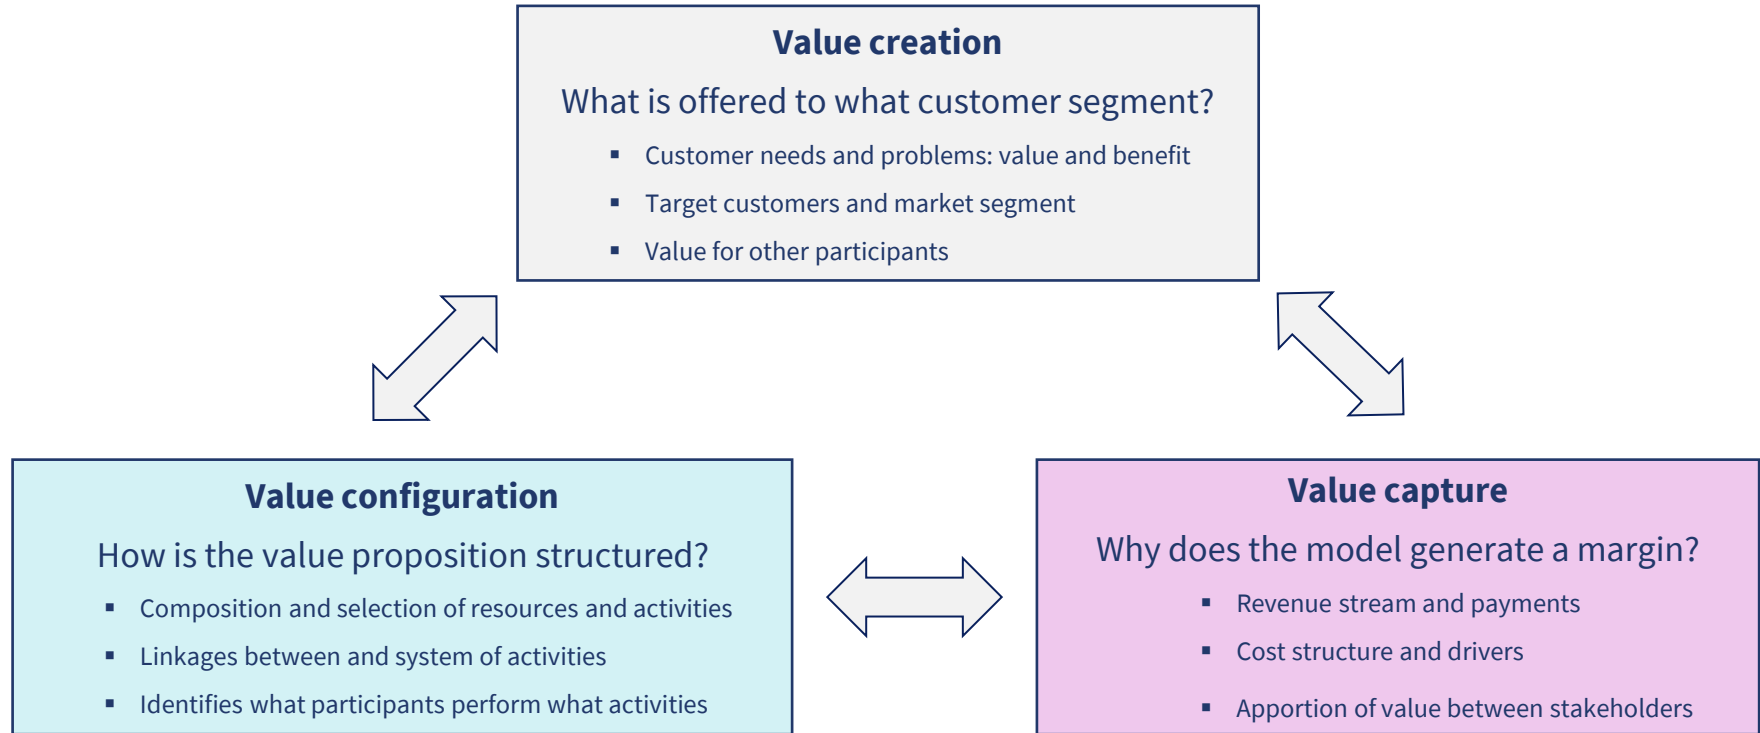 Value creation
What is offered to what customer segment?
▪ Customer needs and problems: value and benefit
▪ Target customers and market segment
▪ Value for other participants
Value configuration
How is the value proposition structured?
▪ Composition and selection of resources and activities
▪ Linkages between and system of activities
▪ Identifies what participants perform what activities
Value capture
Why does the model generate a margin?
▪ Revenue stream and payments
▪ Cost structure and drivers
▪ Apportion of value between stakeholders